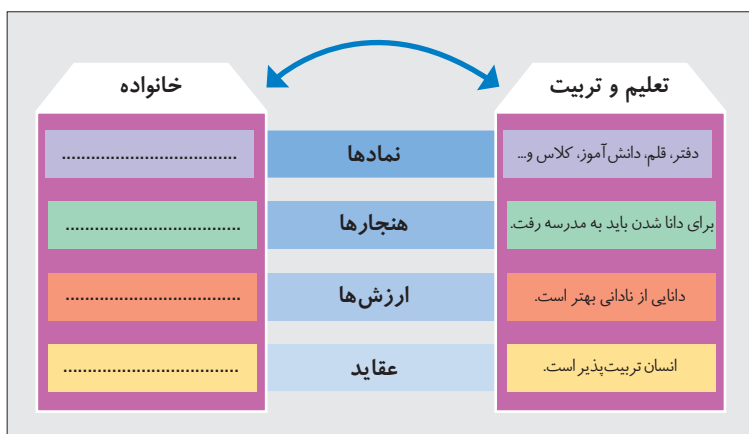 تعلیم و تربیت
خانواده
دفتر، قلم، دانش‌آموز، کلاس و...
نمادها
....................................
برای دانا شدن باید به مدرسه رفت.
هنجارها
....................................
دانایی از نادانی بهتر است.
ارزش‌ها
....................................
انسان تربیت‌پذیر است.
عقاید
....................................